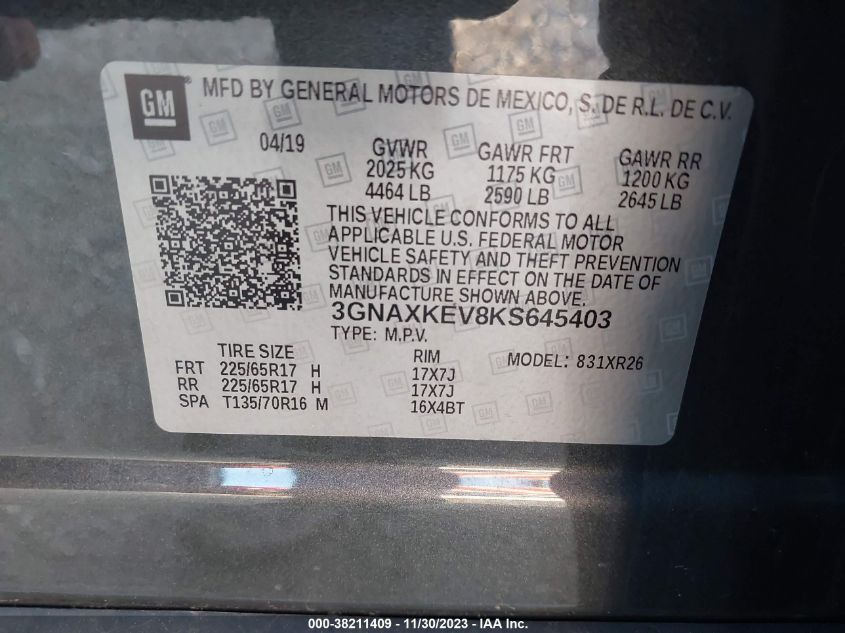 GM ® MFD BY GENERAL MOTORS DE MEXICO, S. DE R.L. DE C.V.
04/19 GVWR GAWR FRT GAWR RR
2025 KG 1175 KG 1200 KG
4464 LB 2590 LB 2645 LB
THIS VEHICLE CONFORMS TO ALL
APPLICABLE U.S. FEDERAL MOTOR
VEHICLE SAFETY AND THEFT PREVENTION
STANDARDS IN EFFECT ON THE DATE OF
MANUFACTURE SHOWN ABOVE.
3GNAXKEV8KS645403
TYPE: M.P.V.
TIRE SIZE RIM MODEL: 831XR26
FRT 225/65R17 H 17X7J
RR 225/65R17 H 17X7J
SPA T135/70R16 M 16X4BT
000-38211409 - 11/30/2023 - IAA Inc.